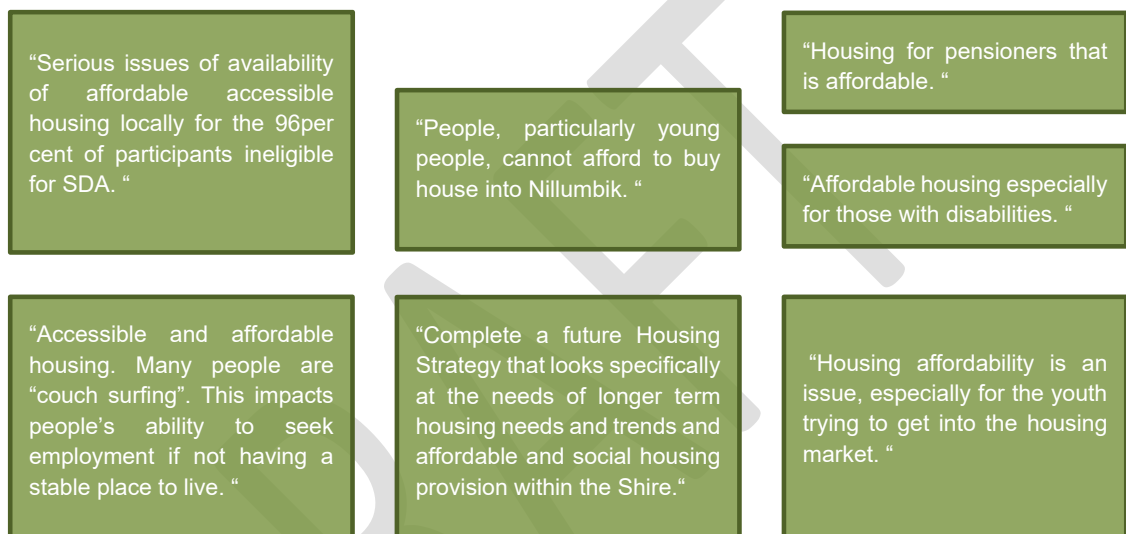 “Serious issues of availability
of affordable accessible
housing locally for the 96per
cent of participants ineligible
for SDA. “
“People, particularly young
people, cannot afford to buy
house into Nillumbik. “
“Housing for pensioners that
is affordable. “
“Affordable housing especially
for those with disabilities. “
“Accessible and affordable
housing. Many people are
“couch surfing”. This impacts
people’s ability to seek
employment if not having a
stable place to live. “
“Complete a future Housing
Strategy that looks specifically
at the needs of longer term
housing needs and trends and
affordable and social housing
provision within the Shire.“
“Housing affordability is an
issue, especially for the youth
trying to get into the housing
market. “
DRAFT